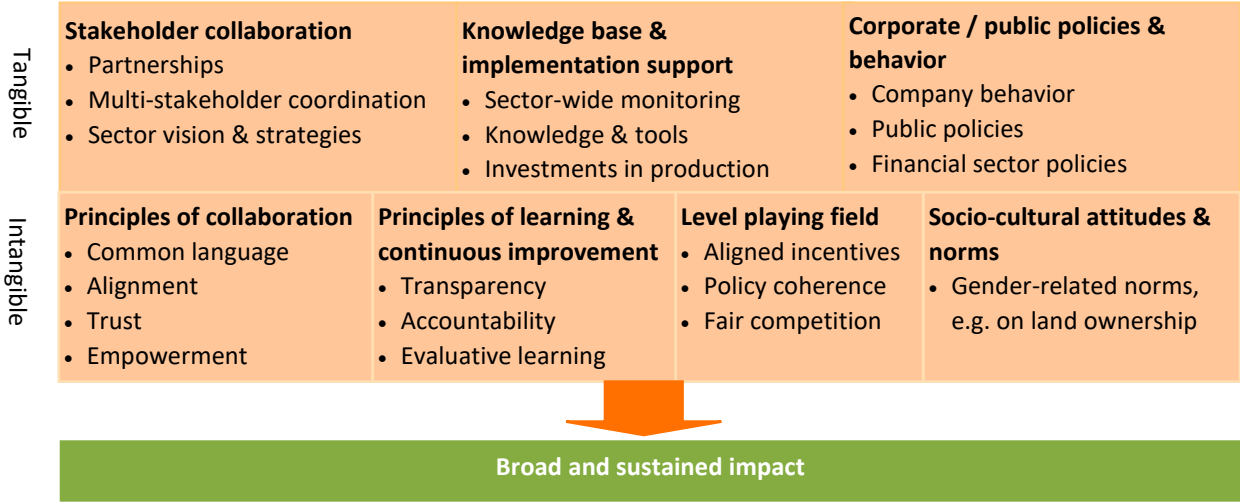 Tangible
Stakeholder collaboration
• Partnerships
• Multi-stakeholder coordination
• Sector vision & strategies
Knowledge base &
implementation support
• Sector-wide monitoring
• Knowledge & tools
• Investments in production
Corporate / public policies &
behavior
• Company behavior
• Public policies
• Financial sector policies
Intangible
Principles of collaboration
• Common language
• Alignment
• Trust
• Empowerment
Principles of learning &
continuous improvement
• Transparency
• Accountability
• Evaluative learning
Level playing field
• Aligned incentives
• Policy coherence
• Fair competition
Socio-cultural attitudes &
norms
• Gender-related norms,
e.g. on land ownership
Broad and sustained impact